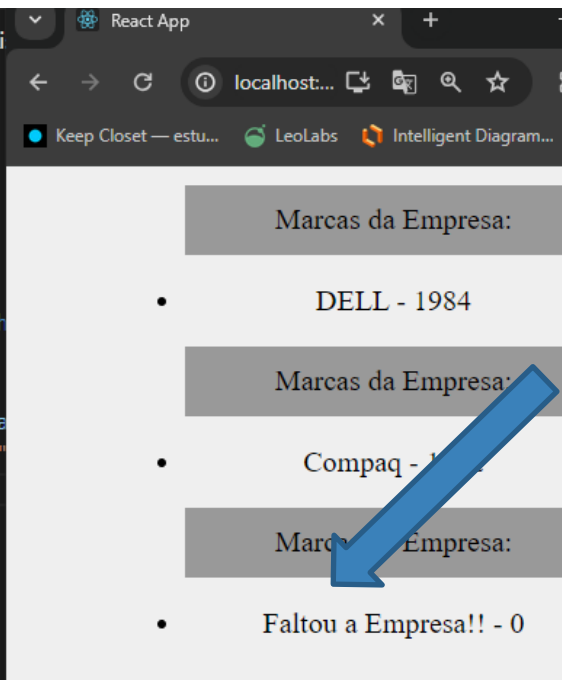 React App
localhost:...
Keep Closet — estu...
LeoLabs
Intelligent Diagram...
Marcas da Empresa:
DELL - 1984
Marcas da Empresa:
Compaq -
Marcas Empresa:
Faltou a Empresa!! - 0